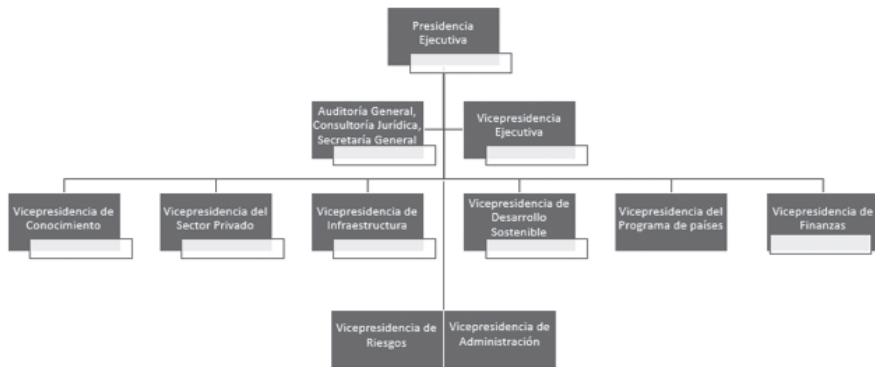 Presidencia
Ejecutiva
Auditoría General,
Consultoría Jurídica,
Secretaría General
Vicepresidencia
Ejecutiva
Vicepresidencia de
Conocimiento
Vicepresidencia del
Sector Privado
Vicepresidencia de
Infraestructura
Vicepresidencia de
Desarrollo
Sostenible
Vicepresidencia del
Programa de países
Vicepresidencia de
Finanzas
Vicepresidencia de
Riesgos
Vicepresidencia de
Administración